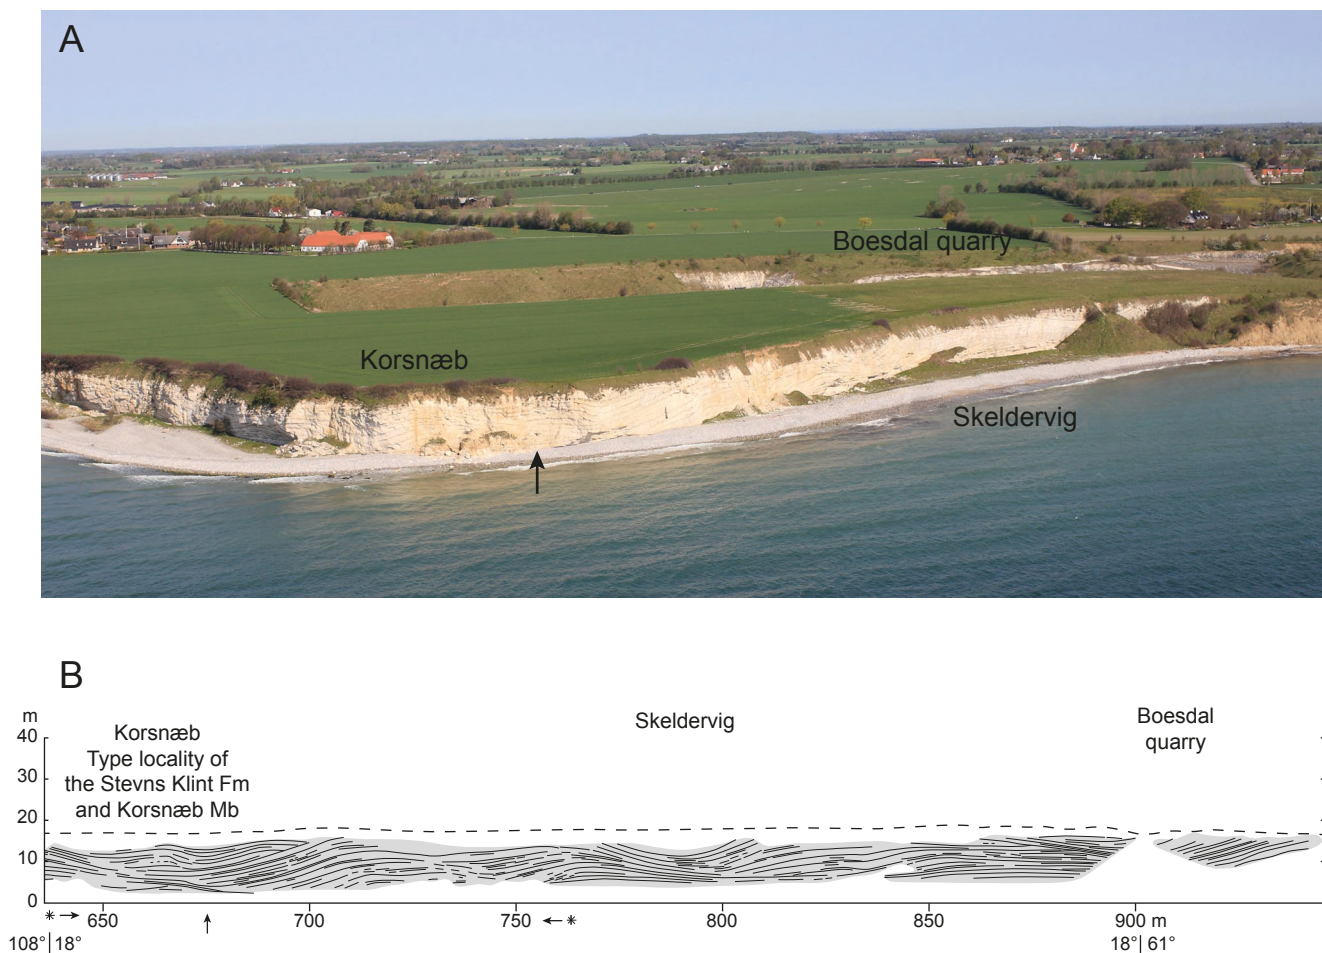 A
Boesdal quarry
Korsnæb
Skeldervig
B
m
40
30
20
10
0
Korsnæb
Type locality of
the Stevns Klint Fm
and Korsnæb Mb
Skeldervig
Boesdal
quarry
* → 650 ↑ 700 750 ← * 800 850 900 m
108°|18° 18°|61°